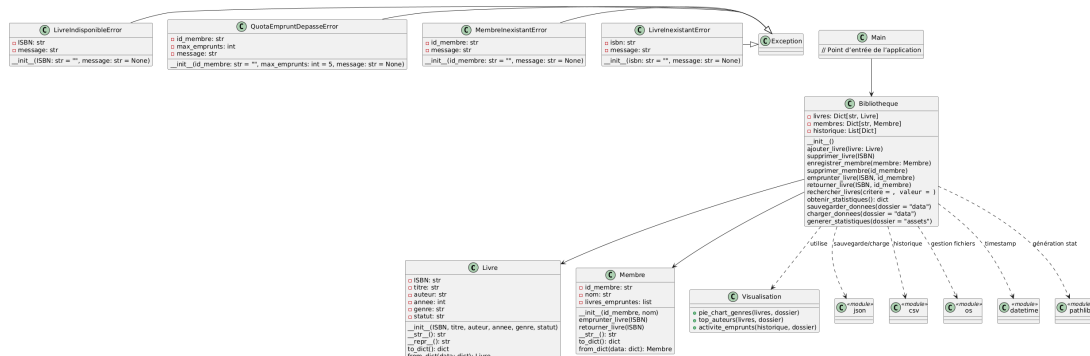 C LivreIndisponibleError
ISBN: str
message: str
__init__(ISBN: str = "", message: str = None)
C QuotaEmpruntDepasseError
id_membre: str
max_emprunts: int
message: str
__init__(id_membre: str = "", max_emprunts: int = 5, message: str = None)
C MembreInexistantError
id_membre: str
message: str
__init__(id_membre: str = "", message: str = None)
C LivreInexistantError
isbn: str
message: str
__init__(isbn: str = "", message: str = None)
C Exception
C Main
// Point d'entrée de l'application
C Bibliotheque
livres: Dict[str, Livre]
membres: Dict[str, Membre]
historique: List[Dict]
__init__()
ajouter_livre(livre: Livre)
supprimer_livre(ISBN)
enregistrer_membre(membre: Membre)
supprimer_membre(id_membre)
emprunter_livre(ISBN, id_membre)
retourner_livre(ISBN, id_membre)
rechercher_livres(critere = , valeur = )
obtenir_statistiques(): dict
sauvegarder_donnees(dossier = "data")
charger_donnees(dossier = "data")
generer_statistiques(dossier = "assets")
utilise
sauvegarde/charge
historique
gestion fichiers
timestamp
génération stat
C Livre
ISBN: str
titre: str
auteur: str
annee: int
genre: str
statut: str
__init__(ISBN, titre, auteur, annee, genre, statut)
__str__(): str
__repr__(): str
to_dict(): dict
from_dict(data: dict): Livre
C Membre
id_membre: str
nom: str
livres_empruntes: list
__init__(id_membre, nom)
emprunter_livre(ISBN)
retourner_livre(ISBN)
__str__(): str
to_dict(): dict
from_dict(data: dict): Membre
C Visualisation
pie_chart_genres(livres, dossier)
top_auteurs(livres, dossier)
activite_emprunts(historique, dossier)
C «module»
json
C «module»
csv
C «module»
os
C «module»
datetime
C «module»
pathlib